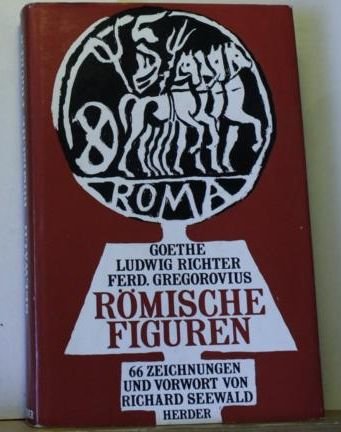 ROMA
GOETHE
LUDWIG RICHTER
FERD. GREGOROVIUS
RÖMISCHE
FIGUREN
66 ZEICHNUNGEN
UND VORWORT VON
RICHARD SEEWALD
HERDER